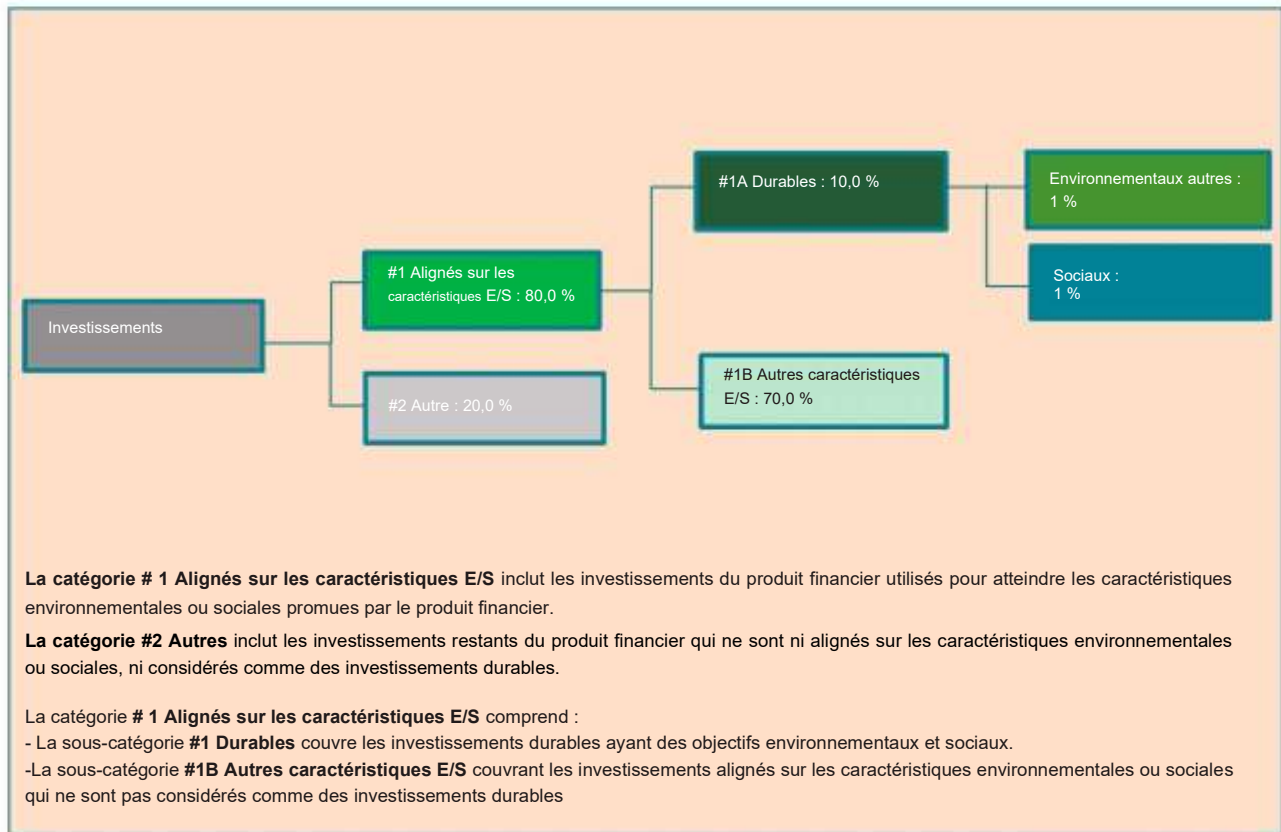 #1A Durables : 10,0 %
Environnementaux autres :
1 %
#1 Alignés sur les
caractéristiques E/S : 80,0 %
Sociaux :
1 %
Investissements
#2 Autre : 20,0 %
#1B Autres caractéristiques
E/S : 70,0 %
La catégorie # 1 Alignés sur les caractéristiques E/S inclut les investissements du produit financier utilisés pour atteindre les caractéristiques
environnementales ou sociales promues par le produit financier.
La catégorie #2 Autres inclut les investissements restants du produit financier qui ne sont ni alignés sur les caractéristiques environnementales
ou sociales, ni considérés comme des investissements durables.
La catégorie # 1 Alignés sur les caractéristiques E/S comprend :
- La sous-catégorie #1 Durables couvre les investissements durables ayant des objectifs environnementaux et sociaux.
-La sous-catégorie #1B Autres caractéristiques E/S couvrant les investissements alignés sur les caractéristiques environnementales ou sociales
qui ne sont pas considérés comme des investissements durables